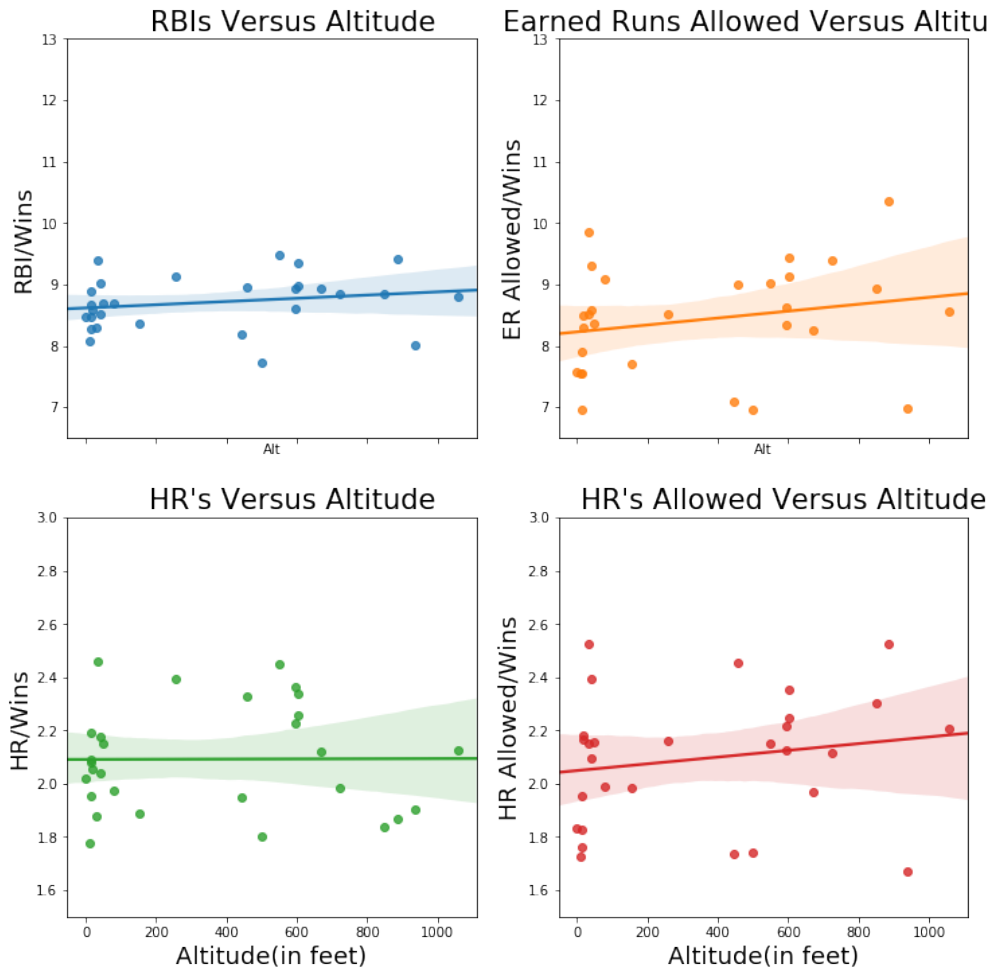 RBIs Versus Altitude
Earned Runs Allowed Versus Altitu
13
12
11
10
9
8
7
RBI/Wins
Alt
13
12
11
10
9
8
7
ER Allowed/Wins
Alt
HR's Versus Altitude
HR's Allowed Versus Altitude
3.0
2.8
2.6
2.4
2.2
2.0
1.8
1.6
HR/Wins
0 200 400 600 800 1000
Altitude(in feet)
3.0
2.8
2.6
2.4
2.2
2.0
1.8
1.6
HR Allowed/Wins
0 200 400 600 800 1000
Altitude(in feet)